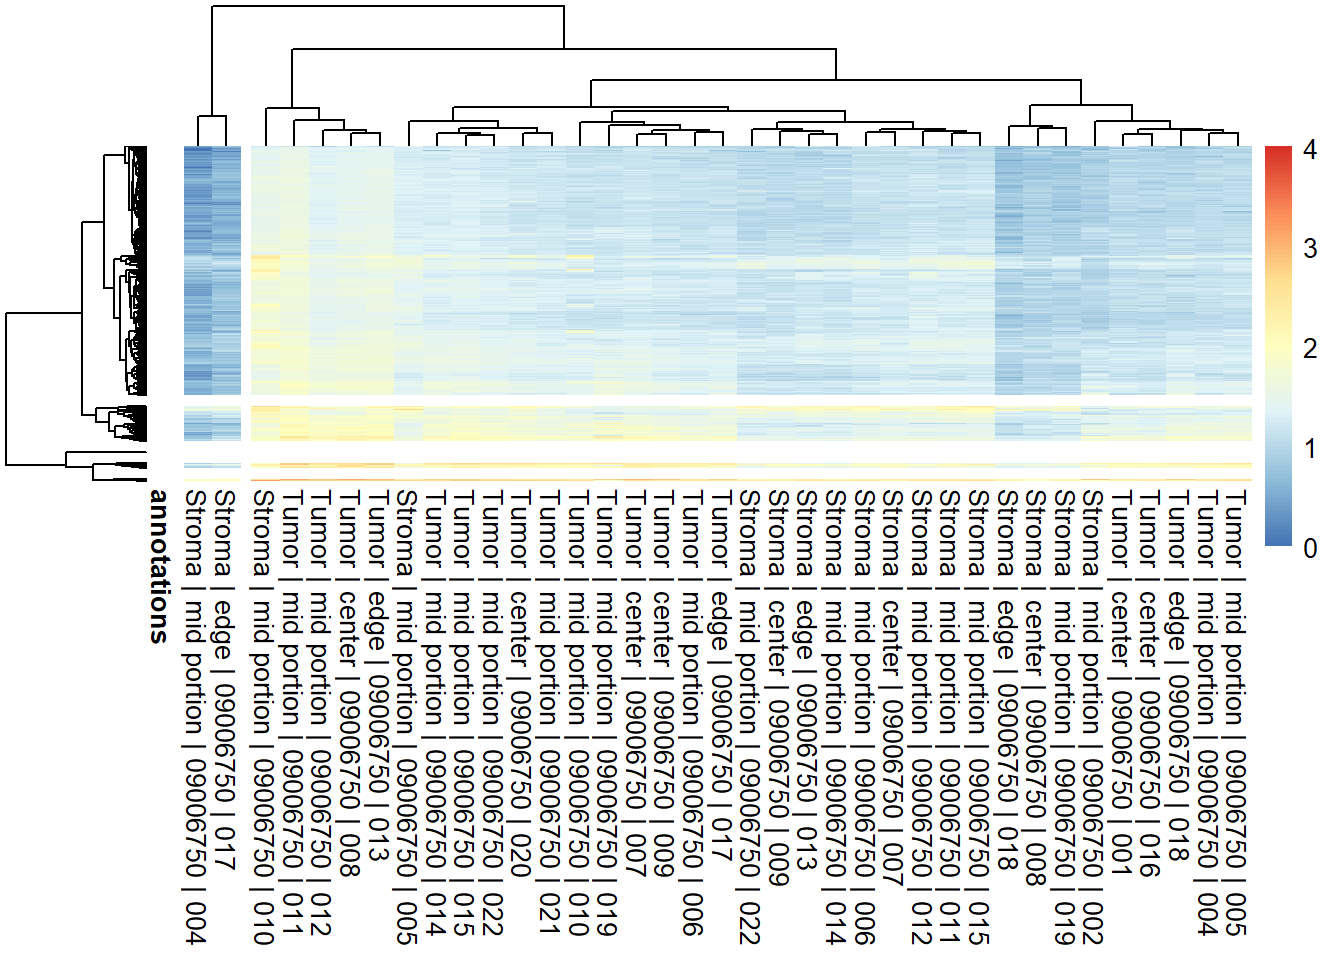 4
3
2
1
0
annotations
Stroma | mid portion | 09006750 | 004
Stroma | edge | 09006750 | 017
Stroma | mid portion | 09006750 | 010
Tumor | mid portion | 09006750 | 011
Tumor | mid portion | 09006750 | 012
Tumor | center | 09006750 | 008
Tumor | edge | 09006750 | 013
Stroma | mid portion | 09006750 | 005
Tumor | mid portion | 09006750 | 014
Tumor | mid portion | 09006750 | 015
Tumor | mid portion | 09006750 | 022
Tumor | center | 09006750 | 020
Tumor | mid portion | 09006750 | 021
Tumor | mid portion | 09006750 | 010
Tumor | mid portion | 09006750 | 019
Tumor | center | 09006750 | 007
Tumor | center | 09006750 | 009
Tumor | mid portion | 09006750 | 006
Tumor | edge | 09006750 | 017
Stroma | mid portion | 09006750 | 022
Stroma | center | 09006750 | 009
Stroma | edge | 09006750 | 013
Stroma | mid portion | 09006750 | 014
Stroma | mid portion | 09006750 | 006
Stroma | center | 09006750 | 007
Stroma | mid portion | 09006750 | 012
Stroma | mid portion | 09006750 | 011
Stroma | mid portion | 09006750 | 015
Stroma | edge | 09006750 | 018
Stroma | center | 09006750 | 008
Stroma | mid portion | 09006750 | 019
Stroma | mid portion | 09006750 | 002
Tumor | center | 09006750 | 001
Tumor | center | 09006750 | 016
Tumor | edge | 09006750 | 018
Tumor | mid portion | 09006750 | 004
Tumor | mid portion | 09006750 | 005